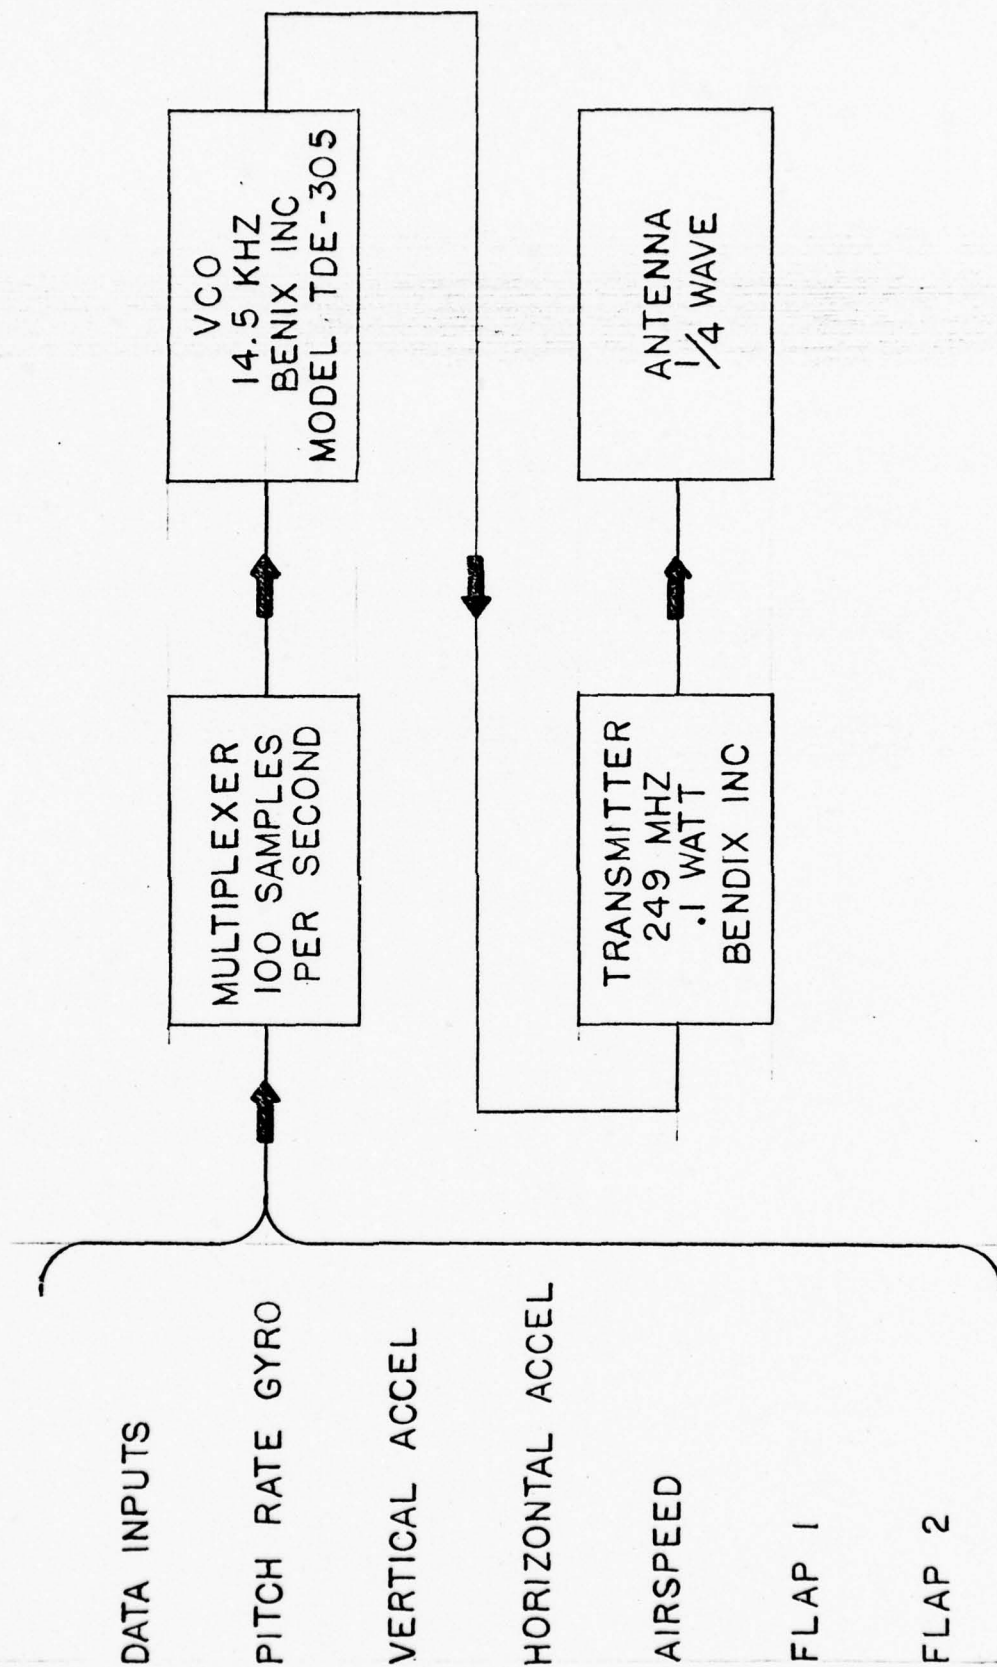 DATA INPUTS
PITCH RATE GYRO
VERTICAL ACCEL
HORIZONTAL ACCEL
AIRSPEED
FLAP 1
FLAP 2
MULTIPLEXER
100 SAMPLES
PER SECOND
VCO
14.5 KHZ
BENIX INC
MODEL TDE-305
TRANSMITTER
249 MHZ
.1 WATT
BENDIX INC
ANTENNA
1/4 WAVE